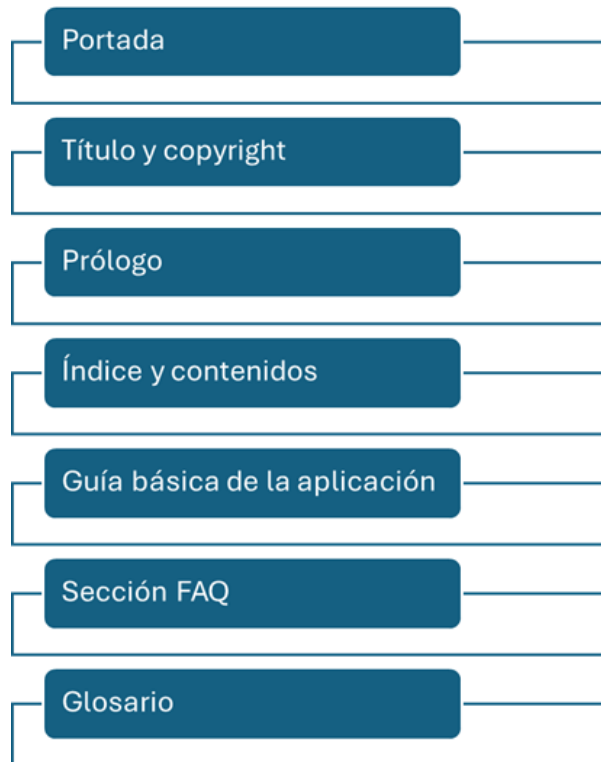 Portada
Título y copyright
Prólogo
Índice y contenidos
Guía básica de la aplicación
Sección FAQ
Glosario